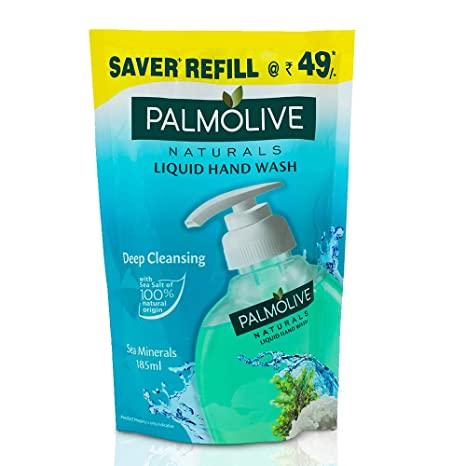 SAVER⁺ REFILL @ ₹ 49*/-
PALMOLIVE
NATURALS
LIQUID HAND WASH
Deep Cleansing
with
Sea Salt of
100%
natural
origin
Sea Minerals
185ml
PALMOLIVE
NATURALS
LIQUID HAND WASH